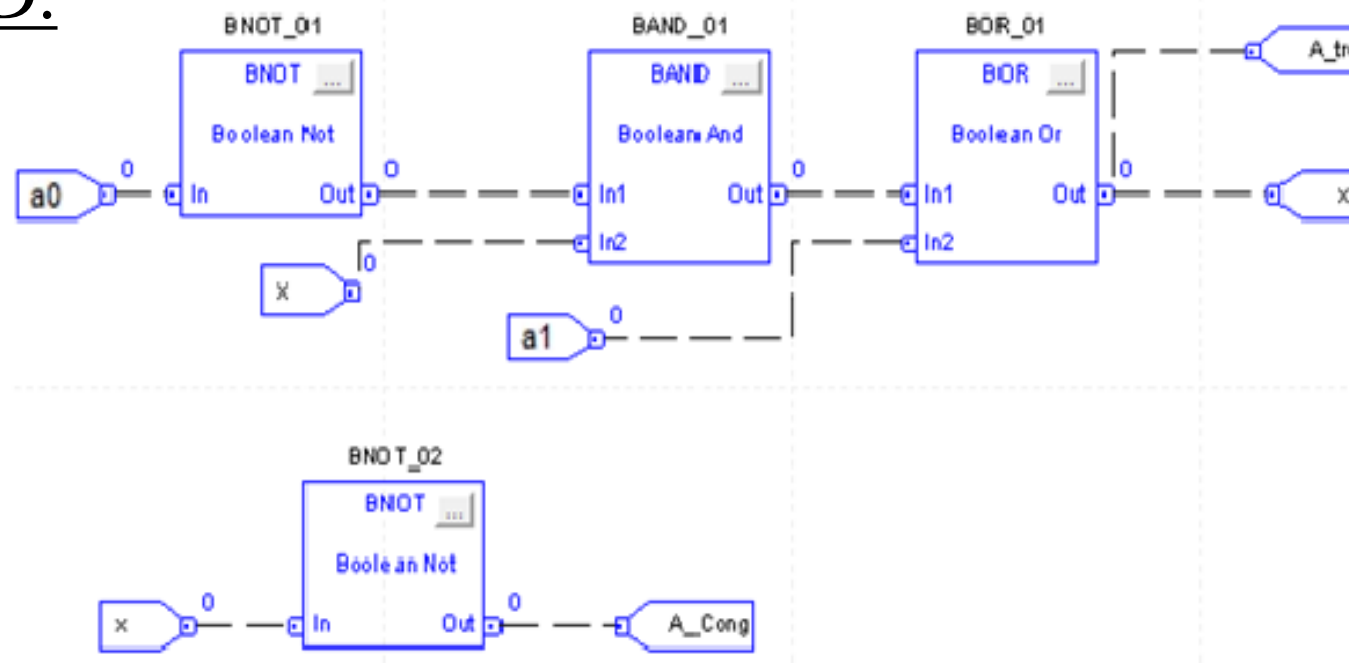 BNOT_01 BAND_01 BOR_01
BNOT ... BAND ... BOR ... A_tr
Boolean Not Boolean And Boolean Or
0 0 0 0
a0 In Out In1 Out In1 Out x
In2 In2
0
x
0
a1
BNOT_02
BNOT ...
Boolean Not
0 0
x In Out A_Cong